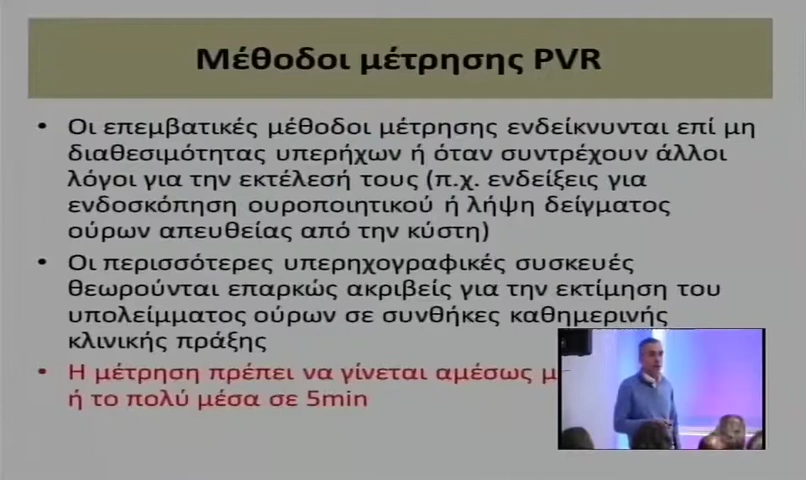 Μέθοδοι μέτρησης PVR
• Οι επεμβατικές μέθοδοι μέτρησης ενδείκνυνται επί μη
διαθεσιμότητας υπερήχων ή όταν συντρέχουν άλλοι
λόγοι για την εκτέλεσή τους (π.χ. ενδείξεις για
ενδοσκόπηση ουροποιητικού ή λήψη δείγματος
ούρων απευθείας από την κύστη)
• Οι περισσότερες υπερηχογραφικές συσκευές
θεωρούνται επαρκώς ακριβείς για την εκτίμηση του
υπολείμματος ούρων σε συνθήκες καθημερινής
κλινικής πράξης
• Η μέτρηση πρέπει να γίνεται αμέσως
ή το πολύ μέσα σε 5min